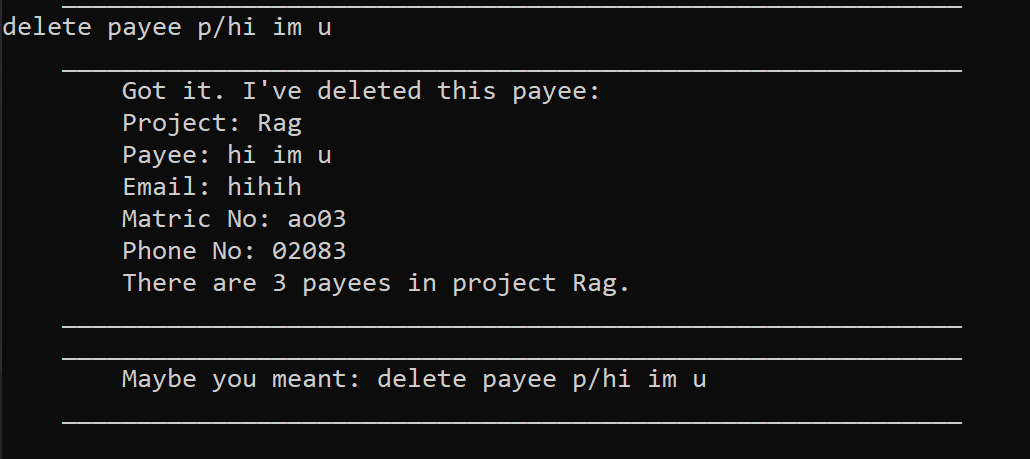 delete payee p/hi im u
Got it. I've deleted this payee:
Project: Rag
Payee: hi im u
Email: hihih
Matric No: ao03
Phone No: 02083
There are 3 payees in project Rag.
Maybe you meant: delete payee p/hi im u